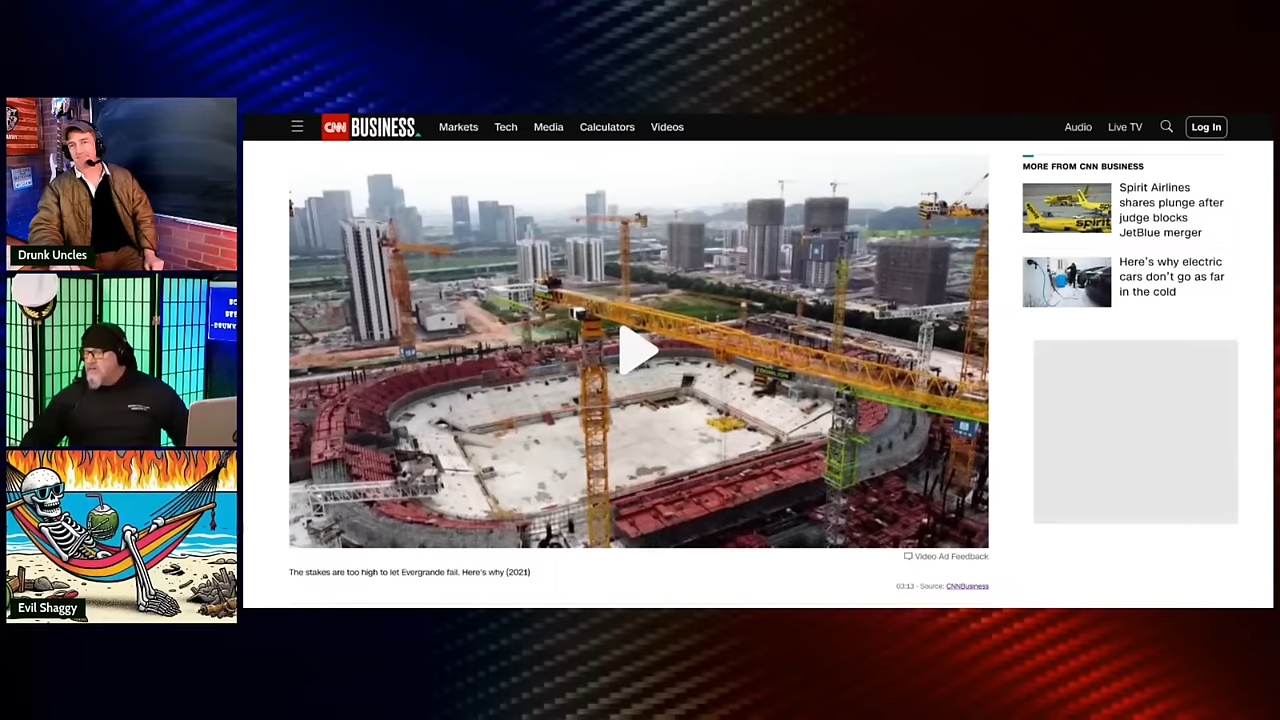 CNN BUSINESS
Markets
Tech
Media
Calculators
Videos
Audio
Live TV
Log In
Drunk Uncles
Evil Shaggy
The stakes are too high to let Evergrande fail. Here's why (2021)
Video Ad Feedback
03:13 - Source: CNNBusiness
MORE FROM CNN BUSINESS
Spirit Airlines
shares plunge after
judge blocks
JetBlue merger
spirit
Here's why electric
cars don't go as far
in the cold